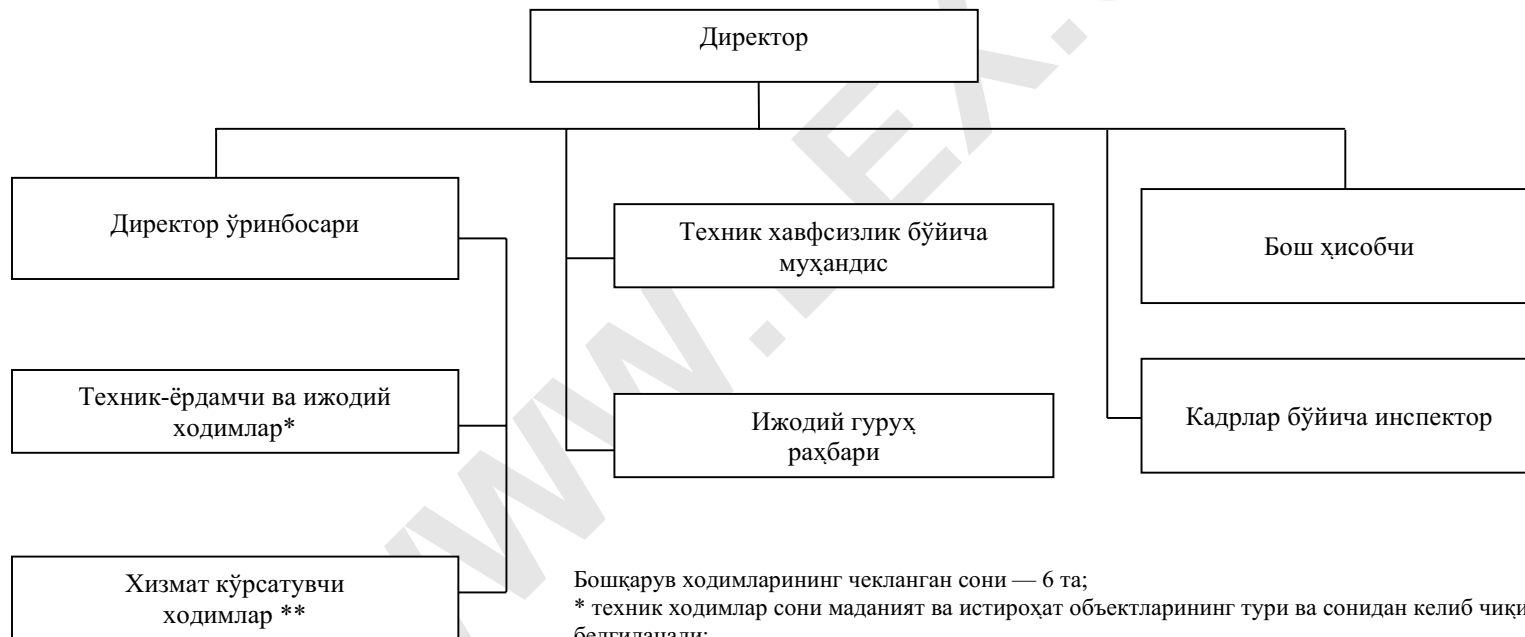 Директор
Директор ўринбосари
Техник хавфсизлик бўйича
муҳандис
Бош ҳисобчи
Техник-ёрдамчи ва ижодий
ходимлар*
Ижодий гуруҳ
раҳбари
Кадрлар бўйича инспектор
Хизмат кўрсатувчи
ходимлар **
Бошқарув ходимларининг чекланган сони — 6 та;
* техник ходимлар сони маданият ва истироҳат объектларининг тури ва сонидан келиб